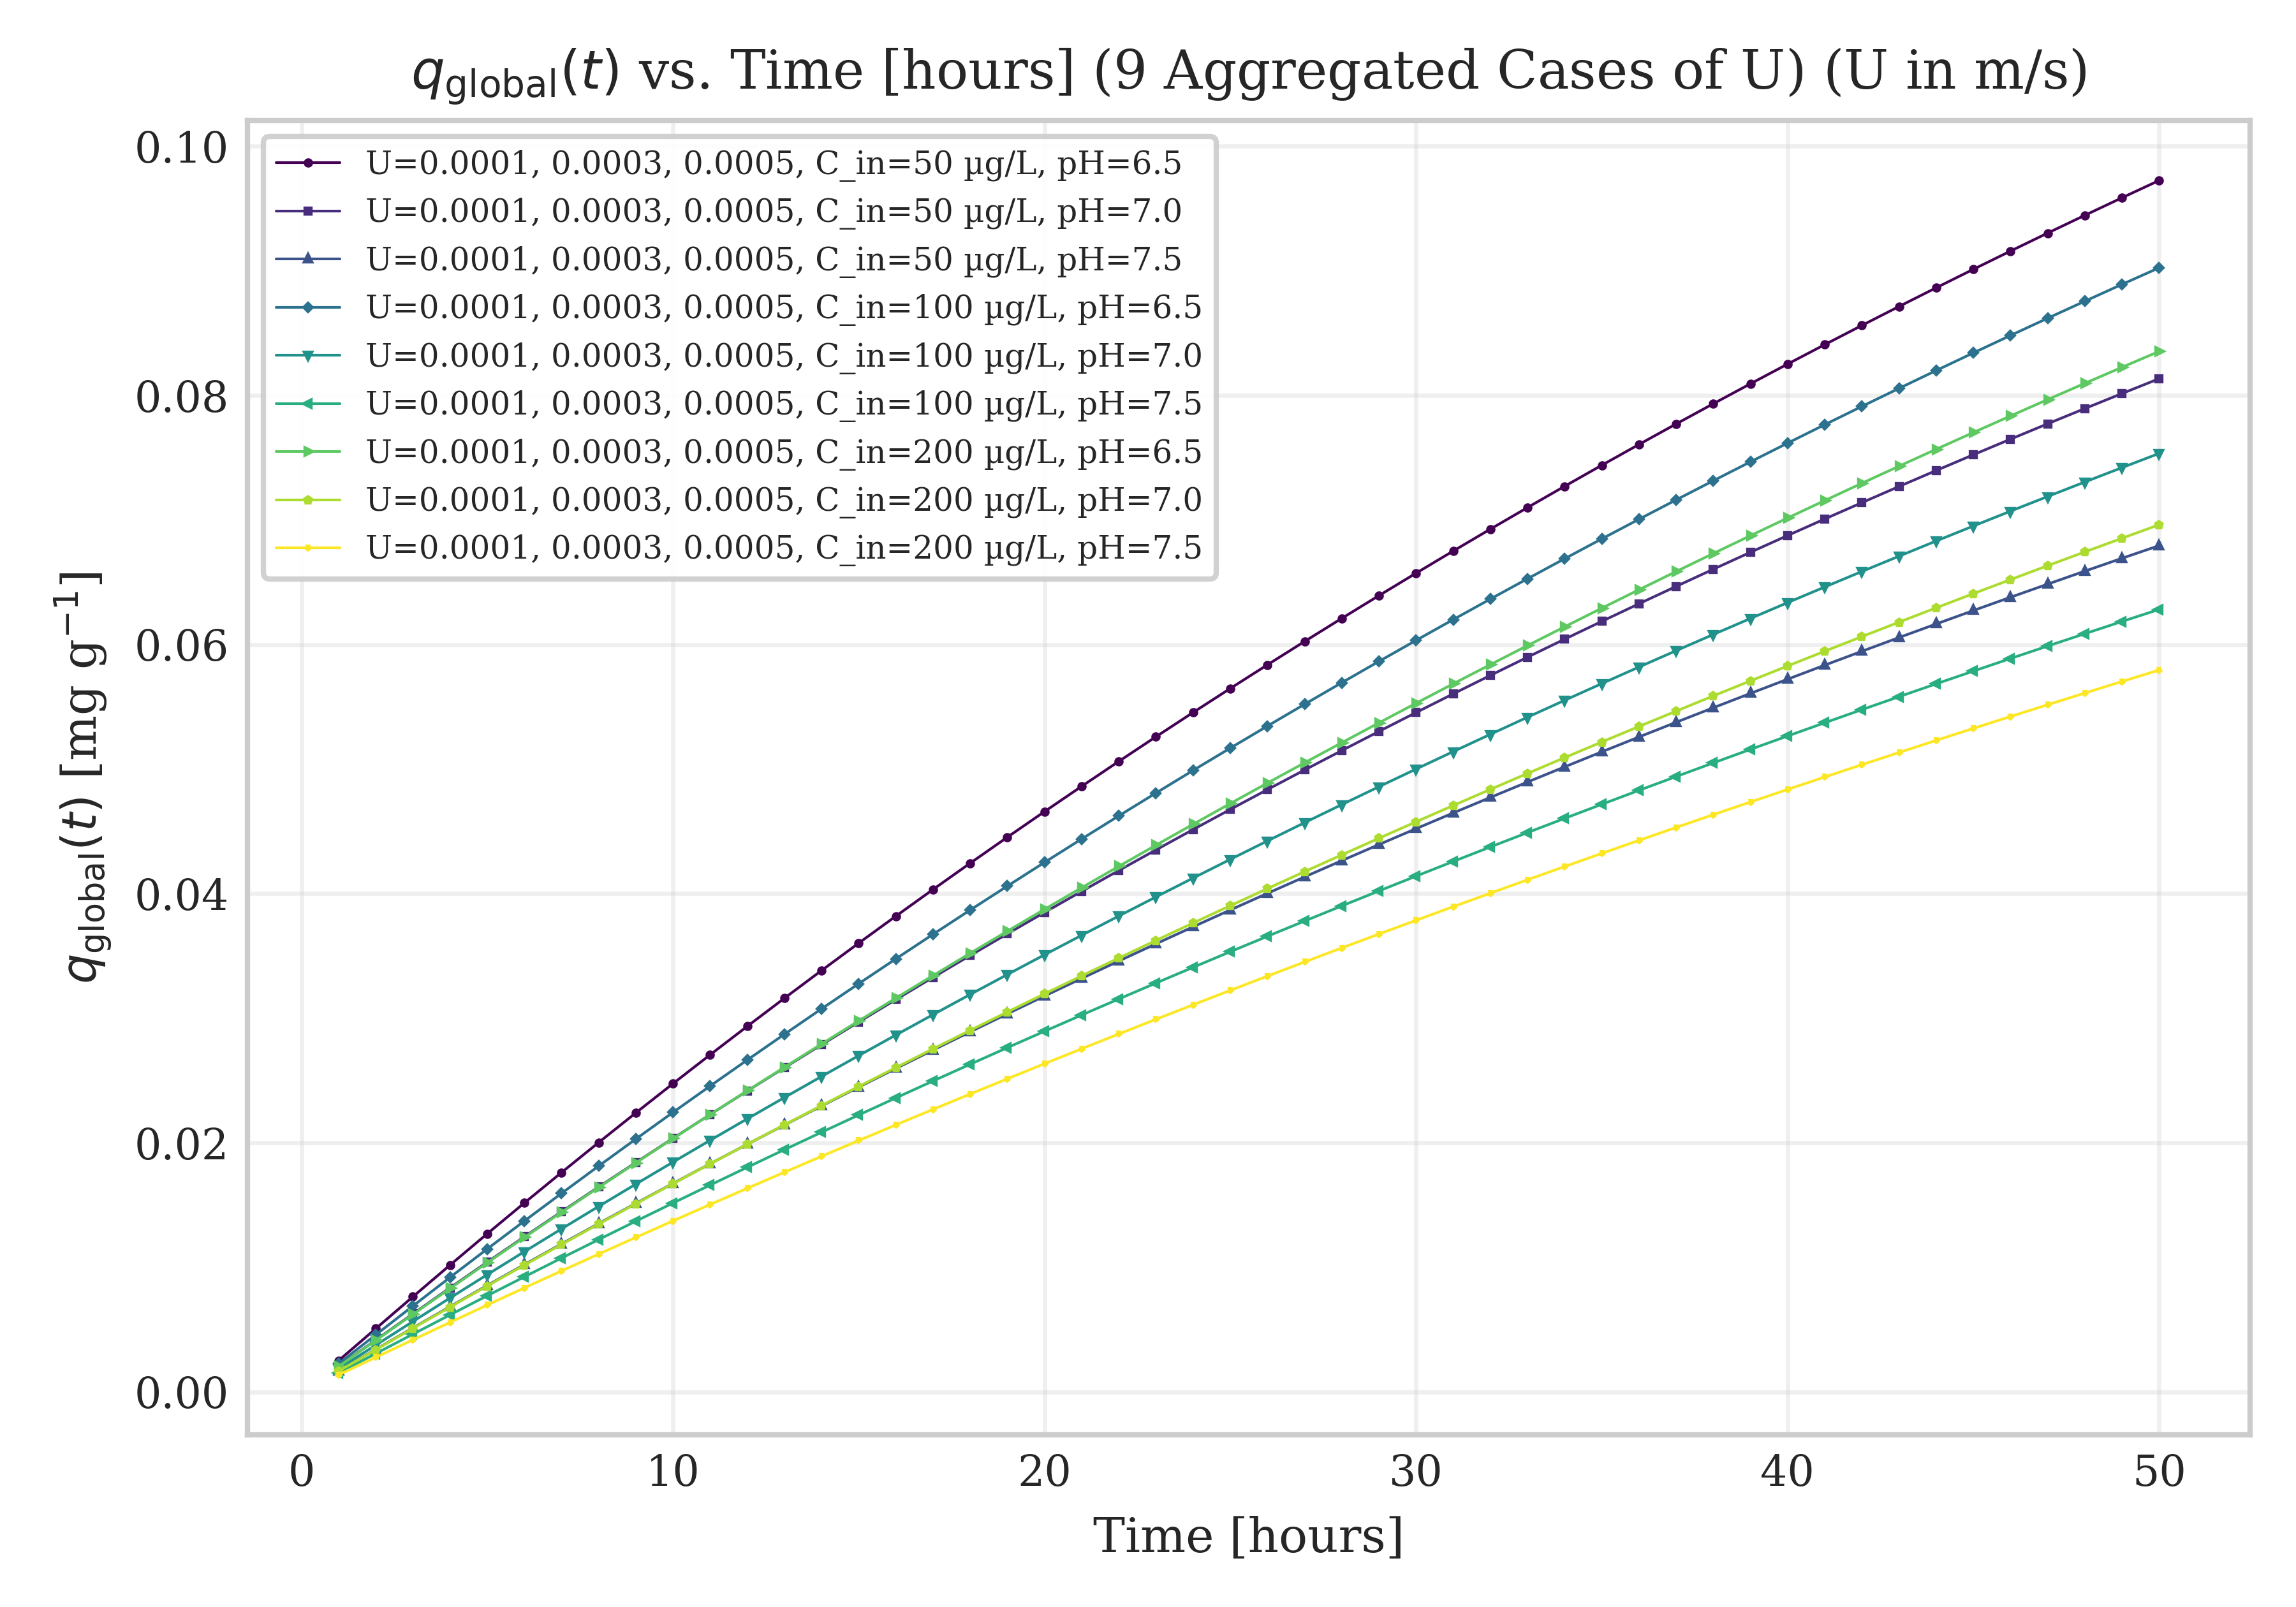 q_global(t) vs. Time [hours] (9 Aggregated Cases of U) (U in m/s)
0.10
0.08
0.06
0.04
0.02
0.00
q_global(t) [mg g⁻¹]
U=0.0001, 0.0003, 0.0005, C_in=50 µg/L, pH=6.5
U=0.0001, 0.0003, 0.0005, C_in=50 µg/L, pH=7.0
U=0.0001, 0.0003, 0.0005, C_in=50 µg/L, pH=7.5
U=0.0001, 0.0003, 0.0005, C_in=100 µg/L, pH=6.5
U=0.0001, 0.0003, 0.0005, C_in=100 µg/L, pH=7.0
U=0.0001, 0.0003, 0.0005, C_in=100 µg/L, pH=7.5
U=0.0001, 0.0003, 0.0005, C_in=200 µg/L, pH=6.5
U=0.0001, 0.0003, 0.0005, C_in=200 µg/L, pH=7.0
U=0.0001, 0.0003, 0.0005, C_in=200 µg/L, pH=7.5
0 10 20 30 40 50
Time [hours]